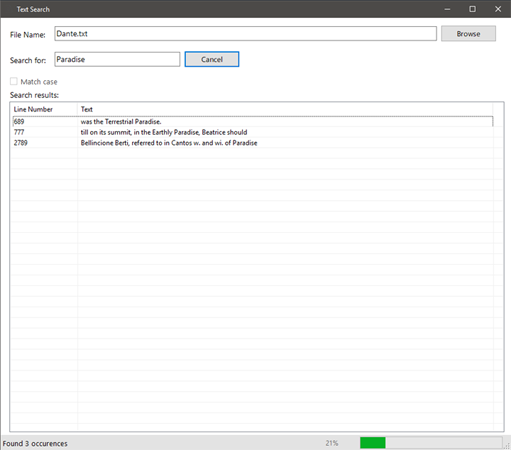 Text Search
File Name: Dante.txt Browse
Search for: Paradise Cancel
Match case
Search results:
Line Number Text
689 was the Terrestrial Paradise.
777 till on its summit, in the Earthly Paradise, Beatrice should
2789 Bellincione Berti, referred to in Cantos w. and wi. of Paradise
Found 3 occurences 21%